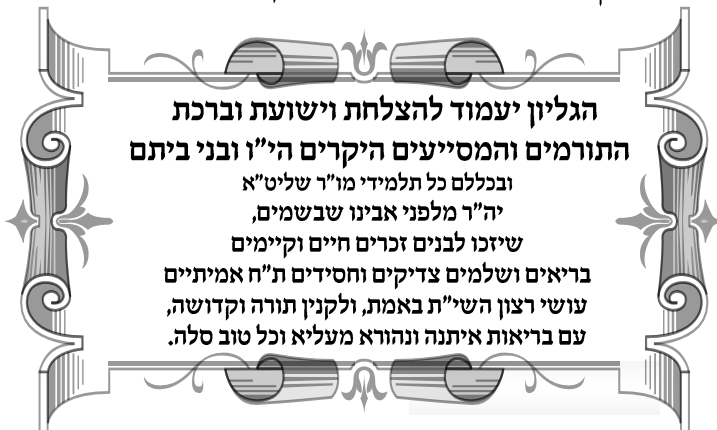 הגליון יעמוד להצלחת וישועת וברכת
התורמים והמסייעים היקרים הי"ו ובני ביתם
ובכללם כל תלמידי מו"ר שליט"א
יה"ר מלפני אבינו שבשמים,
שיזכו לבנים זכרים חיים וקיימים
בריאים ושלמים צדיקים וחסידים ת"ח אמיתיים
עושי רצון השי"ת באמת, ולקנין תורה וקדושה,
עם בריאות איתנה ונהורא מעליא וכל טוב סלה.